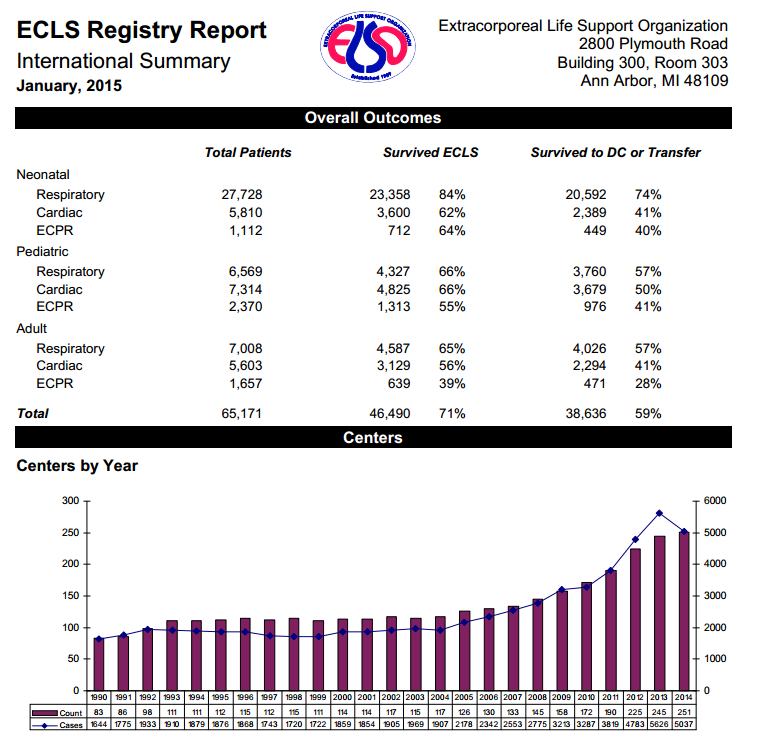 ECLS Registry Report
International Summary
January, 2015
EXTRACORPOREAL LIFE SUPPORT ORGANIZATION
ELSO
Established 1989
Extracorporeal Life Support Organization
2800 Plymouth Road
Building 300, Room 303
Ann Arbor, MI 48109
Overall Outcomes
Total Patients Survived ECLS Survived to DC or Transfer
Neonatal
Respiratory 27,728 23,358 84% 20,592 74%
Cardiac 5,810 3,600 62% 2,389 41%
ECPR 1,112 712 64% 449 40%
Pediatric
Respiratory 6,569 4,327 66% 3,760 57%
Cardiac 7,314 4,825 66% 3,679 50%
ECPR 2,370 1,313 55% 976 41%
Adult
Respiratory 7,008 4,587 65% 4,026 57%
Cardiac 5,603 3,129 56% 2,294 41%
ECPR 1,657 639 39% 471 28%
Total 65,171 46,490 71% 38,636 59%
Centers
Centers by Year
300 6000
250 5000
200 4000
150 3000
100 2000
50 1000
0 0
1990 1991 1992 1993 1994 1995 1996 1997 1998 1999 2000 2001 2002 2003 2004 2005 2006 2007 2008 2009 2010 2011 2012 2013 2014
Count 83 86 98 111 111 112 115 112 115 111 114 114 117 115 117 126 130 133 145 158 172 190 225 245 251
Cases 1644 1775 1933 1910 1879 1876 1868 1743 1720 1722 1859 1854 1905 1969 1907 2178 2342 2553 2775 3213 3287 3819 4783 5626 5037